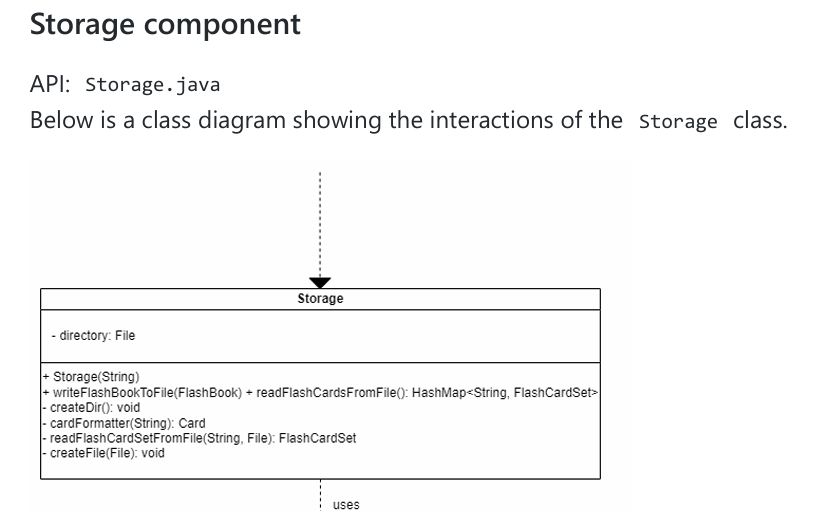 Storage component
API: Storage.java
Below is a class diagram showing the interactions of the Storage class.
Storage
- directory: File
+ Storage(String)
+ writeFlashBookToFile(FlashBook) + readFlashCardsFromFile(): HashMap<String, FlashCardSet>
- createDir(): void
- cardFormatter(String): Card
- readFlashCardSetFromFile(String, File): FlashCardSet
- createFile(File): void
uses